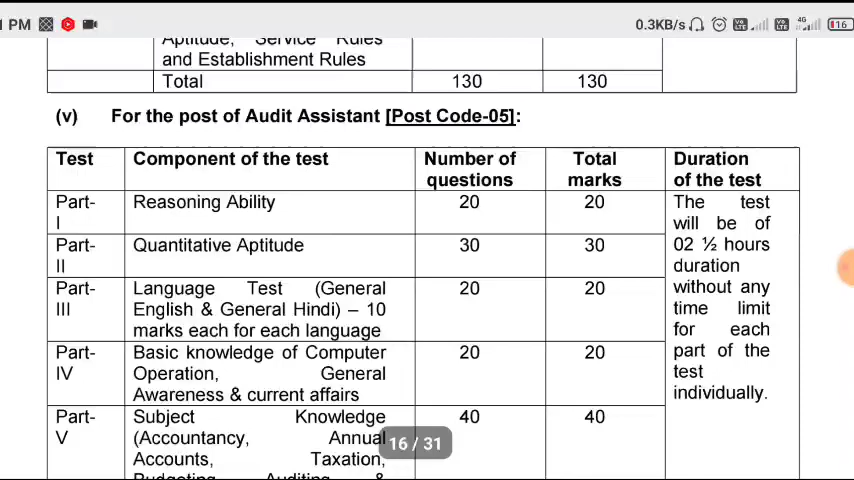 1 PM 0.3KB/s 4G 16
Aptitude, Service Rules
and Establishment Rules
Total 130 130
(v) For the post of Audit Assistant [Post Code-05]:
Test Component of the test Number of questions Total marks Duration of the test
Part-I Reasoning Ability 20 20
Part-II Quantitative Aptitude 30 30
Part-III Language Test (General
English & General Hindi) – 10
marks each for each language 20 20
Part-IV Basic knowledge of Computer
Operation, General
Awareness & current affairs 20 20
Part-V Subject Knowledge
(Accountancy, Annual
Accounts, Taxation,
Budgeting, Auditing & 40 40
The test
will be of
02 ½ hours
duration
without any
time limit
for each
part of the
test
individually.
16 / 31